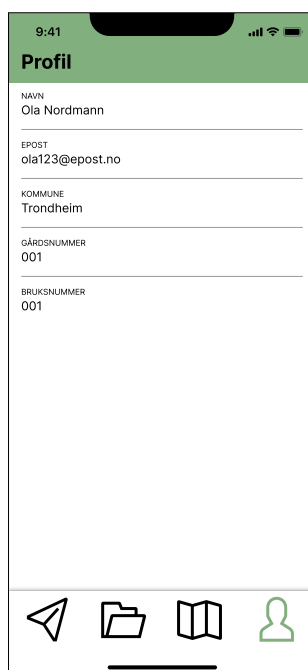 9:41
Profil
NAVN
Ola Nordmann
EPOST
ola123@epost.no
KOMMUNE
Trondheim
GÅRDSNUMMER
001
BRUKSNUMMER
001